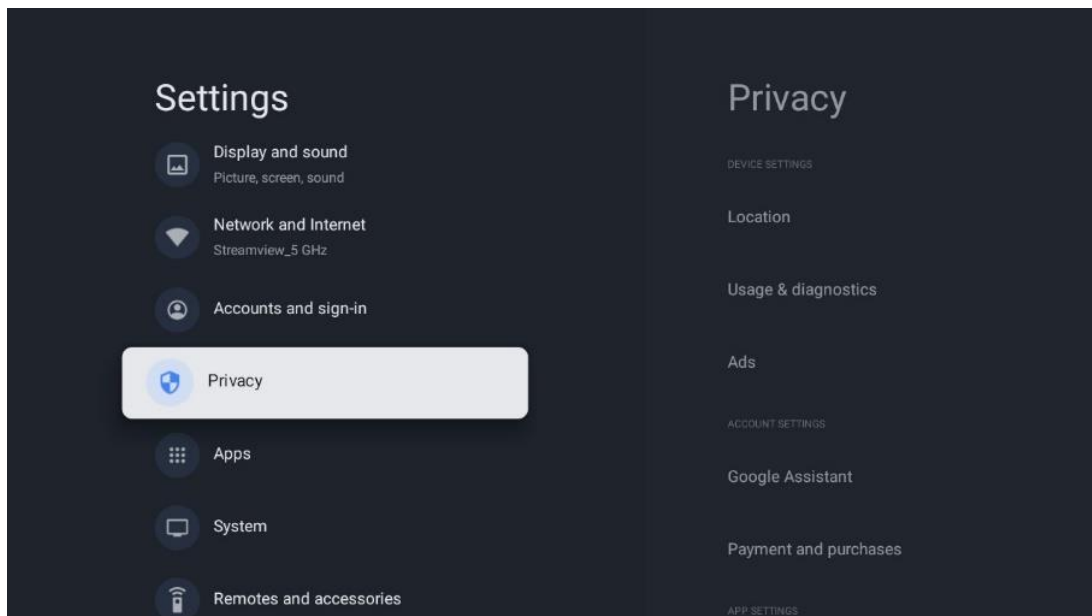 Settings
Display and sound
Picture, screen, sound
Network and Internet
Streamview_5 GHz
Accounts and sign-in
Privacy
Apps
System
Remotes and accessories
Privacy
DEVICE SETTINGS
Location
Usage & diagnostics
Ads
ACCOUNT SETTINGS
Google Assistant
Payment and purchases
APP SETTINGS